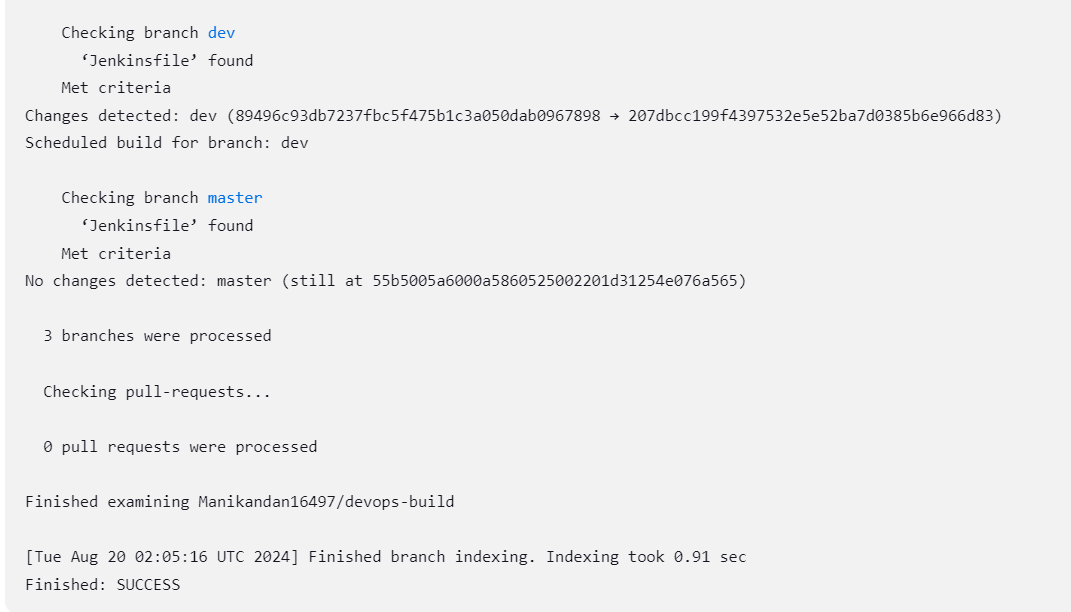 Checking branch dev
‘Jenkinsfile’ found
Met criteria
Changes detected: dev (89496c93db7237fbc5f475b1c3a050dab0967898 → 207dbcc199f4397532e5e52ba7d0385b6e966d83)
Scheduled build for branch: dev
Checking branch master
‘Jenkinsfile’ found
Met criteria
No changes detected: master (still at 55b5005a6000a5860525002201d31254e076a565)
3 branches were processed
Checking pull-requests...
0 pull requests were processed
Finished examining Manikandan16497/devops-build
[Tue Aug 20 02:05:16 UTC 2024] Finished branch indexing. Indexing took 0.91 sec
Finished: SUCCESS